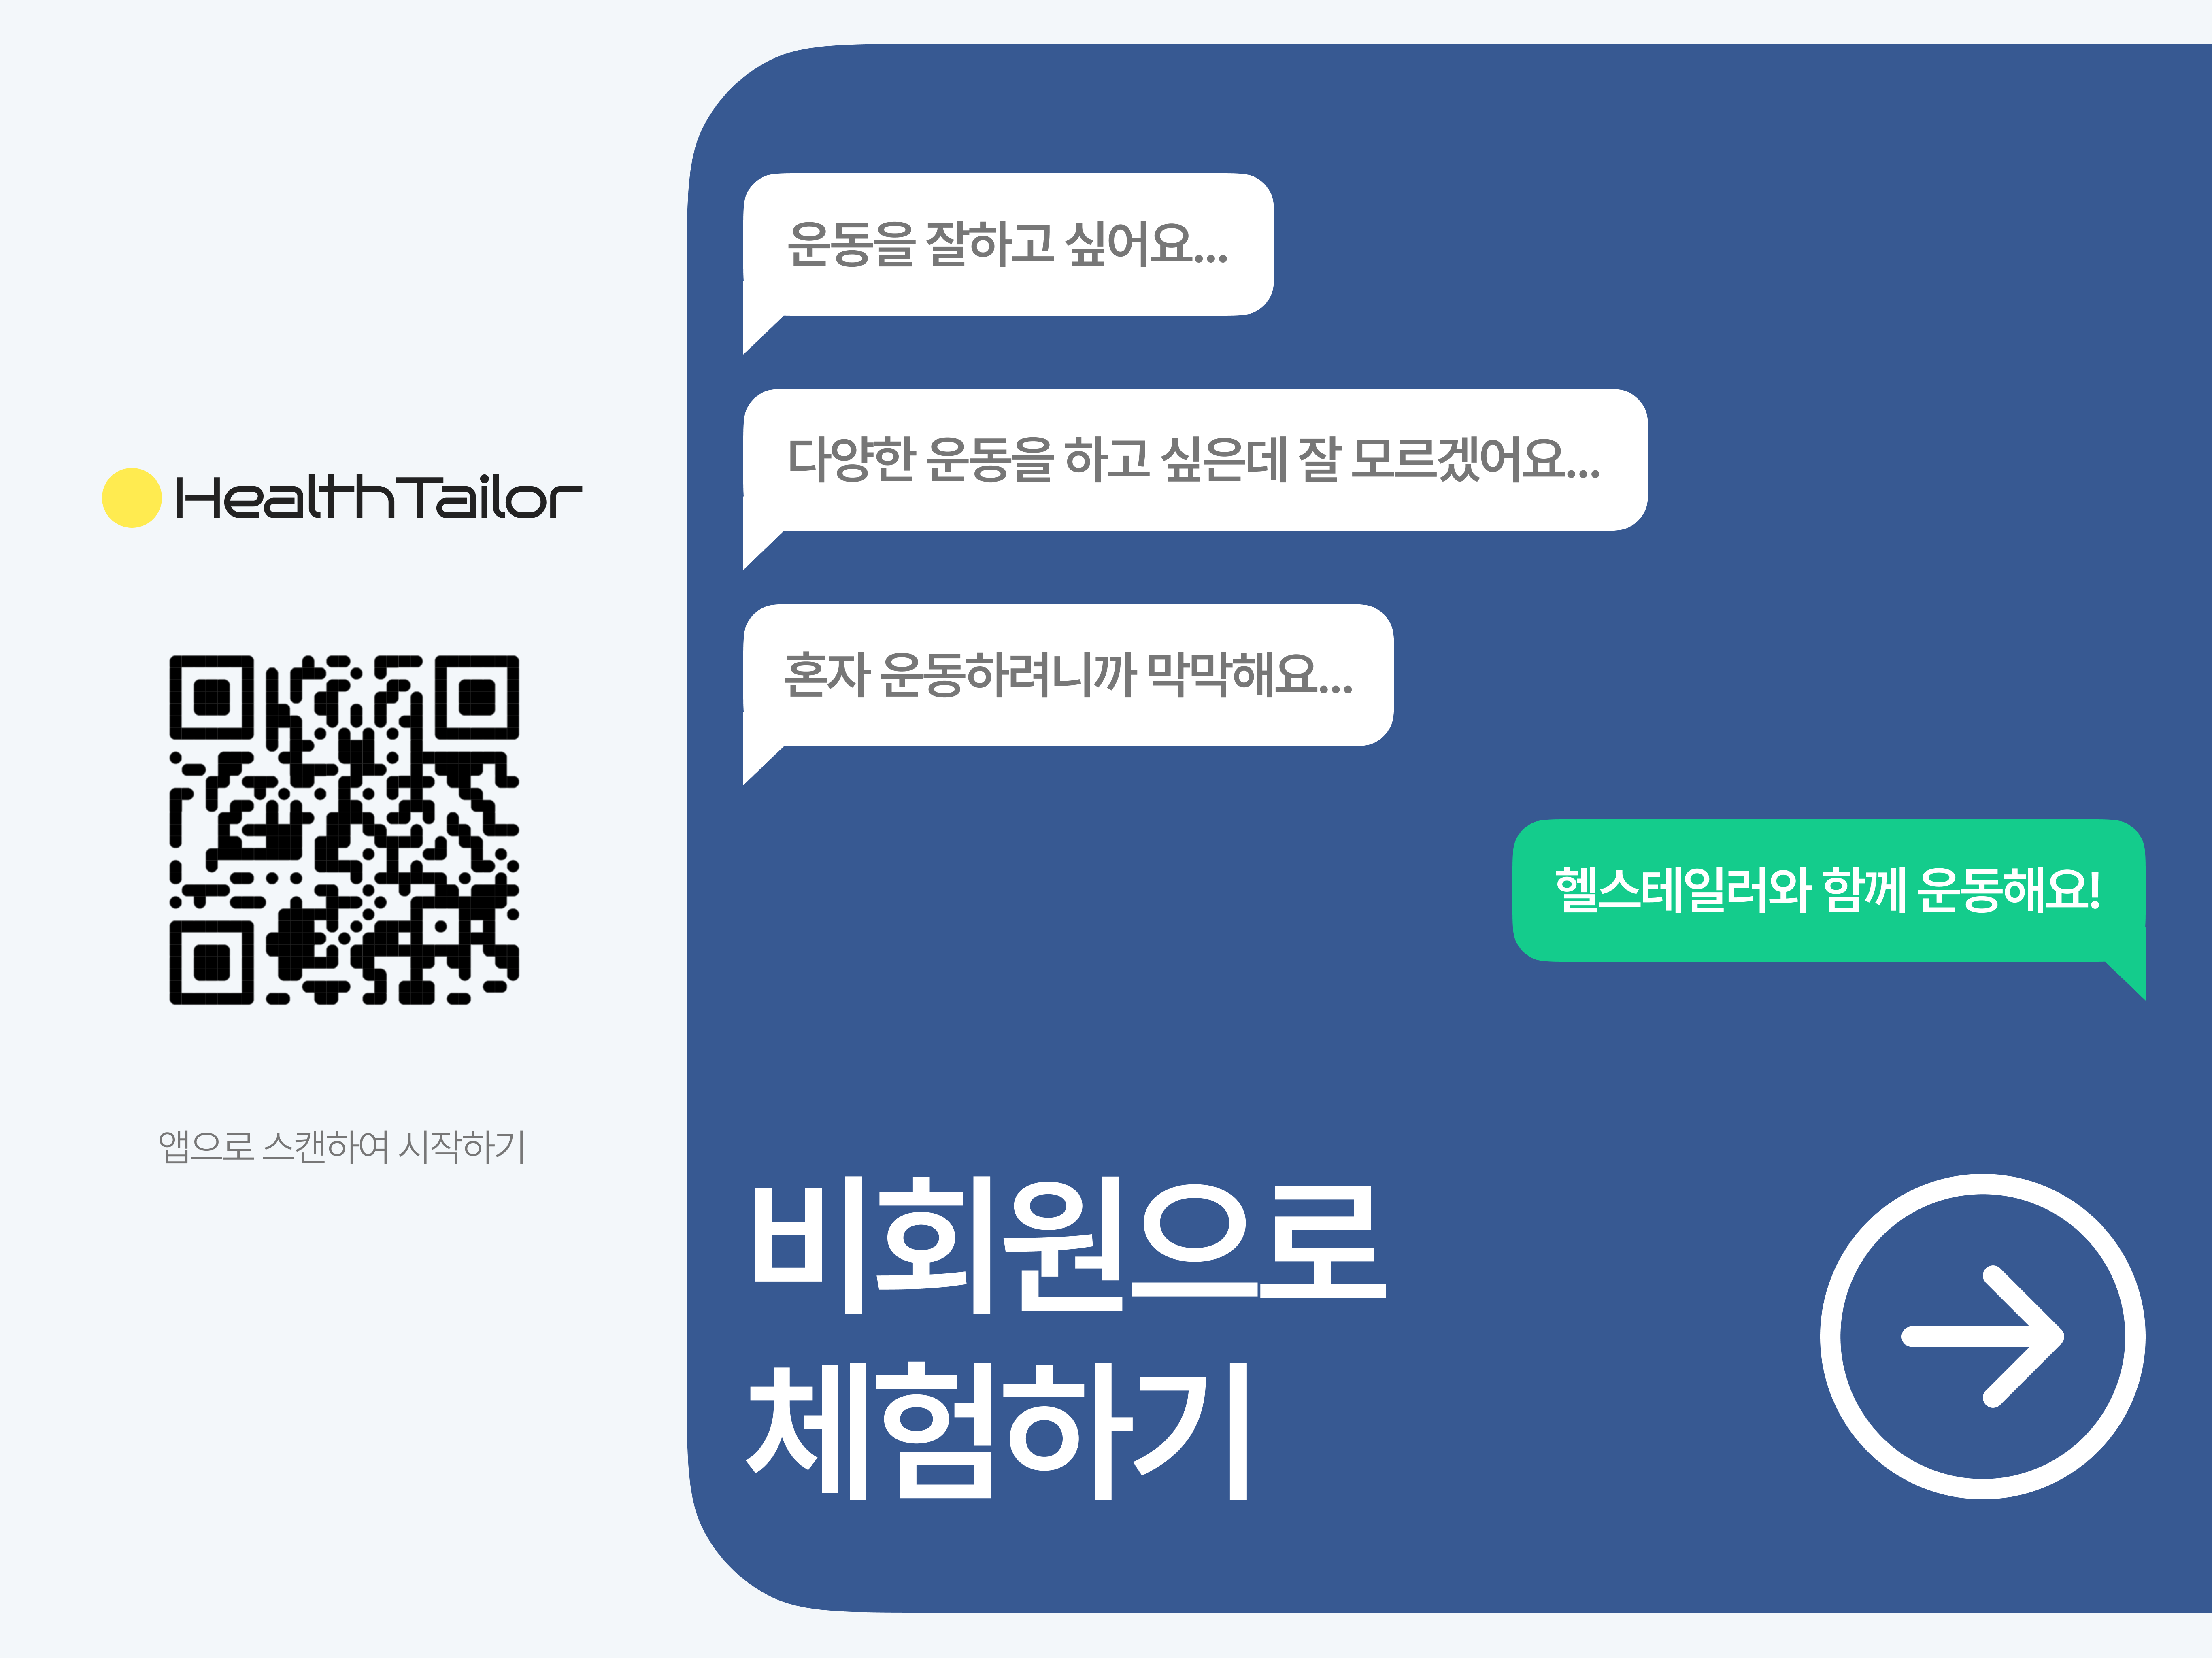 HealthTailor
앱으로 스캔하여 시작하기
운동을 잘하고 싶어요...
다양한 운동을 하고 싶은데 잘 모르겠어요...
혼자 운동하려니까 막막해요...
헬스테일러와 함께 운동해요!
비회원으로
체험하기